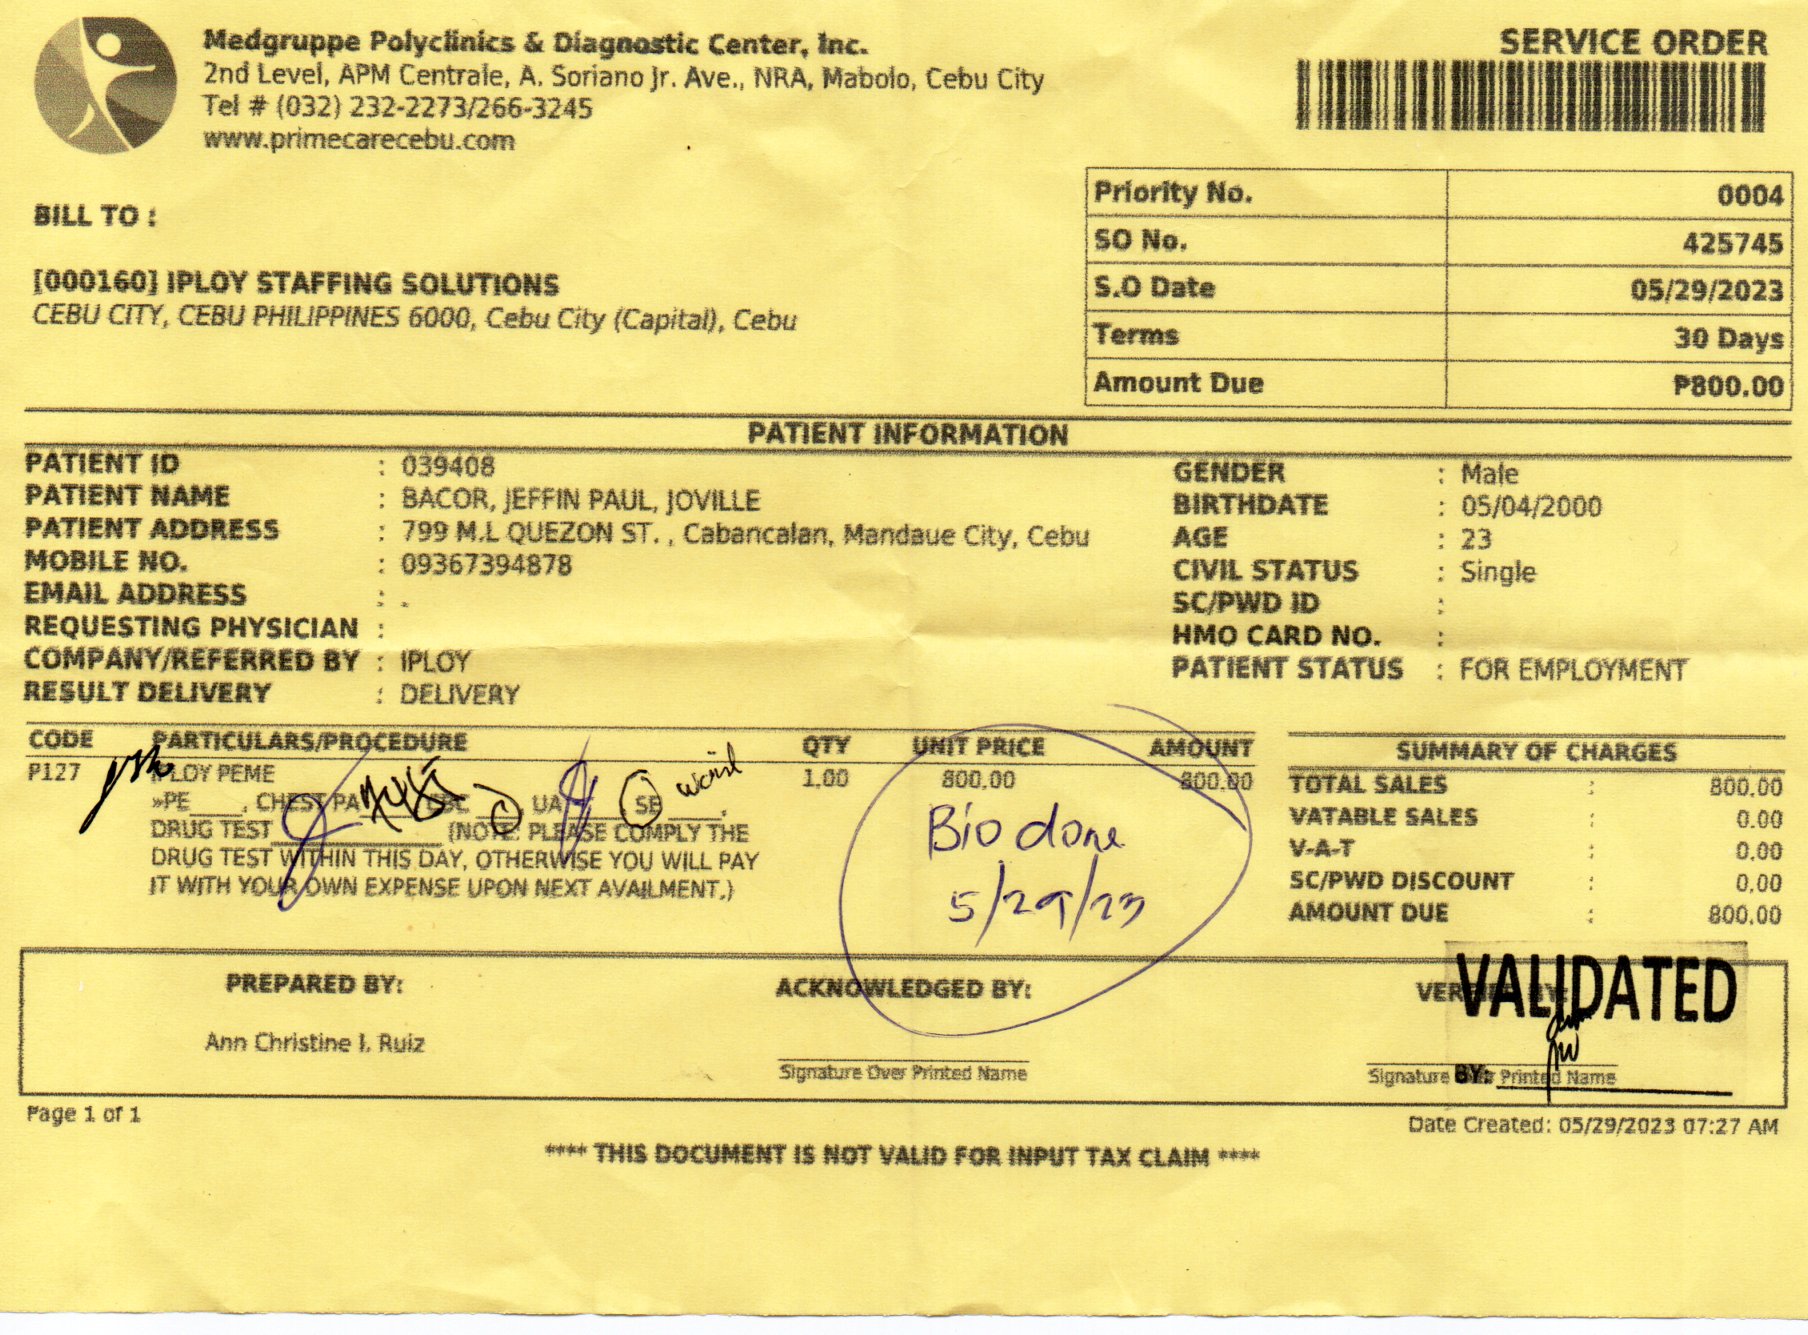 Medgruppe Polyclinics & Diagnostic Center, Inc.
2nd Level, APM Centrale, A. Soriano Jr. Ave., NRA, Mabolo, Cebu City
Tel # (032) 232-2273/266-3245
www.primecarecebu.com
SERVICE ORDER
Priority No. 0004
SO No. 425745
S.O Date 05/29/2023
Terms 30 Days
Amount Due ₱800.00
BILL TO :
[000160] IPLOY STAFFING SOLUTIONS
CEBU CITY, CEBU PHILIPPINES 6000, Cebu City (Capital), Cebu
PATIENT INFORMATION
PATIENT ID : 039408
PATIENT NAME : BACOR, JEFFIN PAUL, JOVILLE
PATIENT ADDRESS : 799 M.L QUEZON ST. , Cabancalan, Mandaue City, Cebu
MOBILE NO. : 09367394878
EMAIL ADDRESS : .
REQUESTING PHYSICIAN :
COMPANY/REFERRED BY : IPLOY
RESULT DELIVERY : DELIVERY
GENDER : Male
BIRTHDATE : 05/04/2000
AGE : 23
CIVIL STATUS : Single
SC/PWD ID :
HMO CARD NO. :
PATIENT STATUS : FOR EMPLOYMENT
CODE PARTICULARS/PROCEDURE QTY UNIT PRICE AMOUNT
P127 IPLOY PEME 1.00 800.00 800.00
»PE____, CHEST PA CBC , UA SE ____,
DRUG TEST____ (NOTE: PLEASE COMPLY THE
DRUG TEST WITHIN THIS DAY, OTHERWISE YOU WILL PAY
IT WITH YOUR OWN EXPENSE UPON NEXT AVAILMENT.)
Bio done
5/29/23
SUMMARY OF CHARGES
TOTAL SALES : 800.00
VATABLE SALES : 0.00
V-A-T : 0.00
SC/PWD DISCOUNT : 0.00
AMOUNT DUE : 800.00
PREPARED BY:
Ann Christine I. Ruiz
ACKNOWLEDGED BY:
Signature Over Printed Name
VERIFIED BY:
VALIDATED
Signature Over Printed Name
BY:
Page 1 of 1
Date Created: 05/29/2023 07:27 AM
**** THIS DOCUMENT IS NOT VALID FOR INPUT TAX CLAIM ****